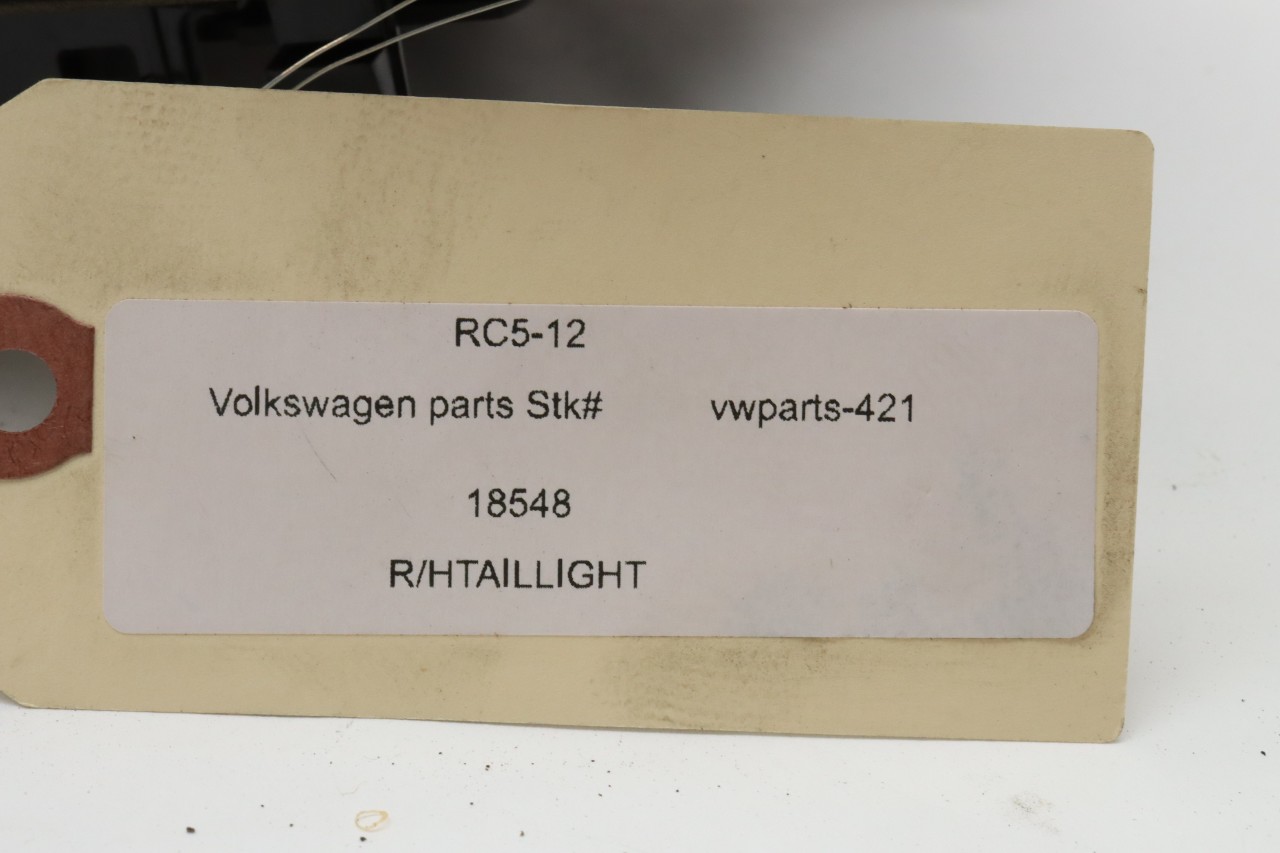 RC5-12
Volkswagen parts Stk# vwparts-421
18548
R/HTAILLIGHT